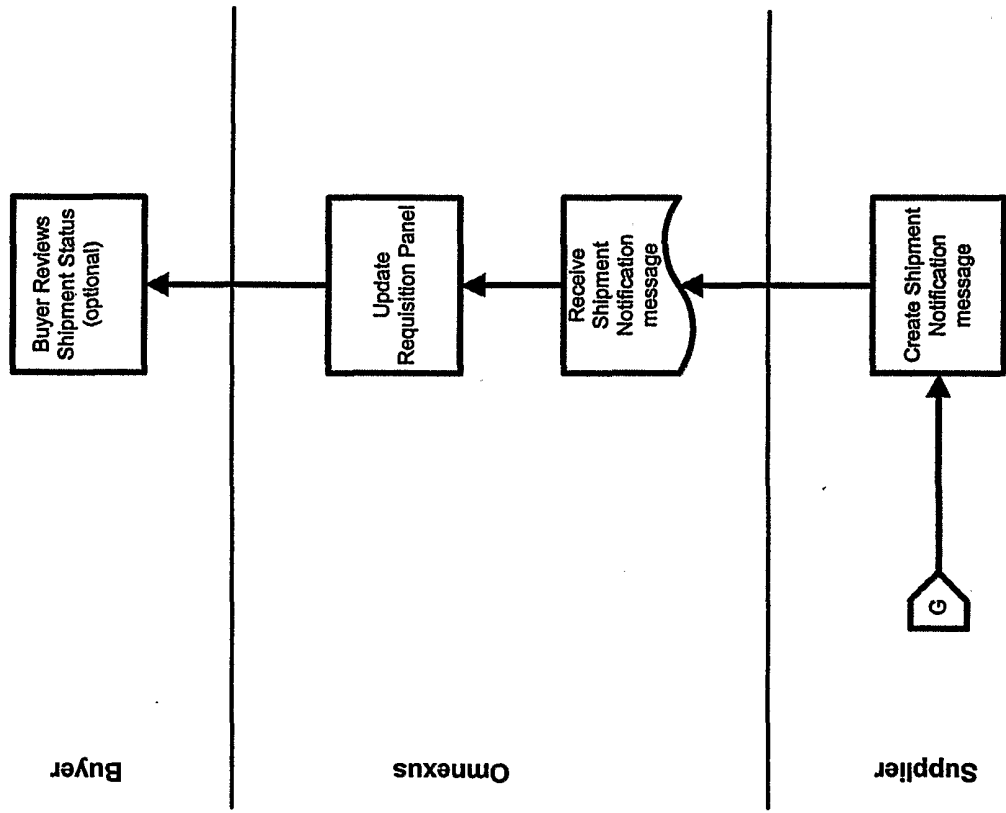 Buyer
Buyer Reviews
Shipment Status
(optional)
Omnexus
Update
Requisition Panel
Receive
Shipment
Notification
message
Supplier
G
Create Shipment
Notification
message